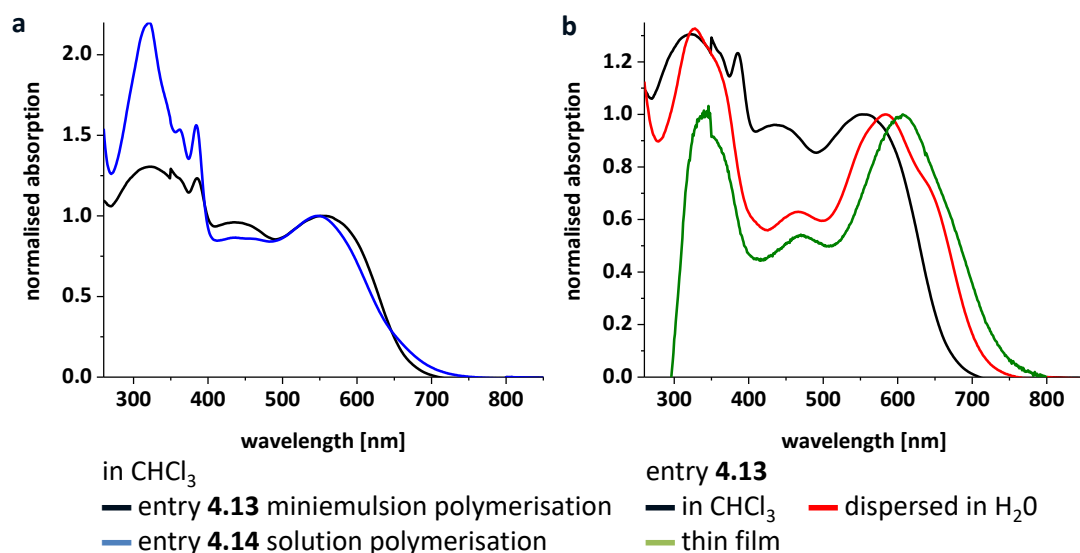 a
b
normalised absorption
2.0
1.5
1.0
0.5
0.0
300 400 500 600 700 800
wavelength [nm]
normalised absorption
1.2
1.0
0.8
0.6
0.4
0.2
0.0
300 400 500 600 700 800
wavelength [nm]
in CHCl₃
entry 4.13 miniemulsion polymerisation
entry 4.14 solution polymerisation
entry 4.13
in CHCl₃ dispersed in H₂0
thin film